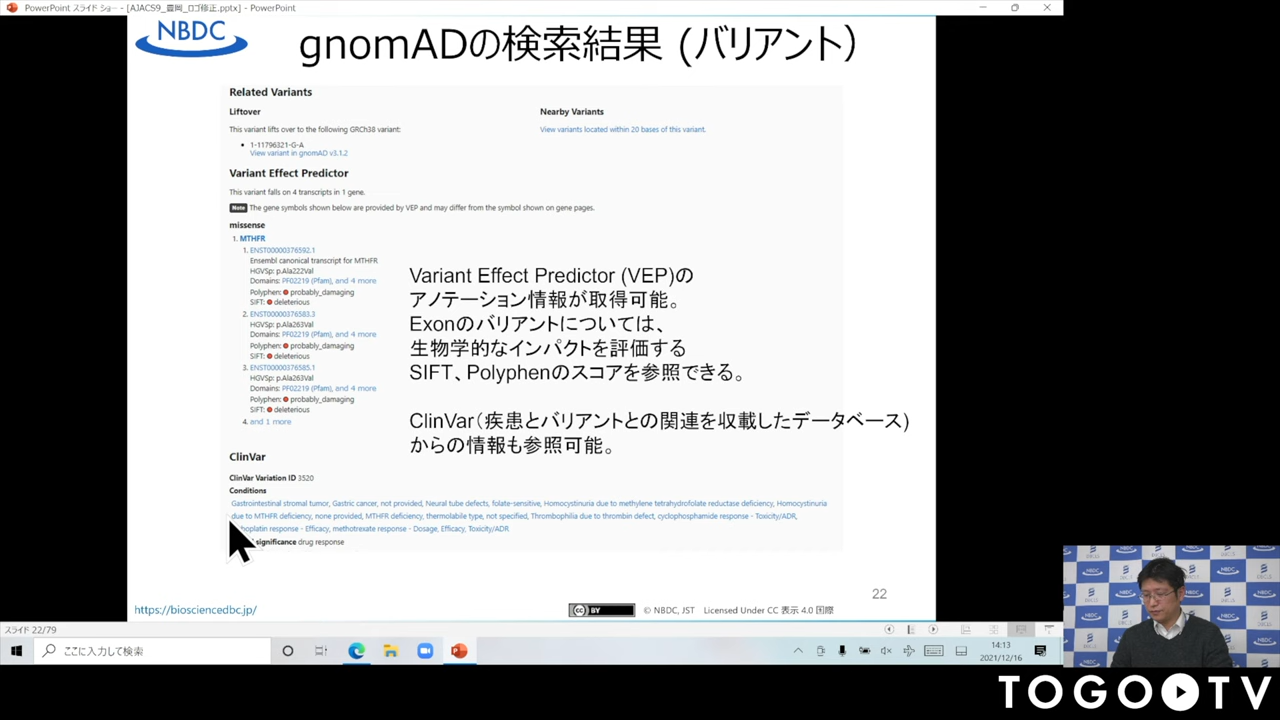 PowerPoint スライド ショー - [AJACS9_豊岡_ロゴ修正.pptx] - PowerPoint
NBDC
gnomADの検索結果 (バリアント)
Related Variants
Liftover
This variant lifts over to the following GRCh38 variant:
1-11796321-G-A
View variant in gnomAD v3.1.2
Nearby Variants
View variants located within 20 bases of this variant.
Variant Effect Predictor
This variant falls on 4 transcripts in 1 gene.
Note The gene symbols shown below are provided by VEP and may differ from the symbol shown on gene pages.
missense
1. MTHFR
1. ENST00000376592.1
Ensembl canonical transcript for MTHFR
HGVSp: p.Ala222Val
Domains: PF02219 (Pfam), and 4 more
Polyphen: probably_damaging
SIFT: deleterious
2. ENST00000376583.3
HGVSp: p.Ala263Val
Domains: PF02219 (Pfam), and 4 more
Polyphen: probably_damaging
SIFT: deleterious
3. ENST00000376585.1
HGVSp: p.Ala263Val
Domains: PF02219 (Pfam), and 4 more
Polyphen: probably_damaging
SIFT: deleterious
4. and 1 more
Variant Effect Predictor (VEP)の
アノテーション情報が取得可能。
Exonのバリアントについては、
生物学的なインパクトを評価する
SIFT、Polyphenのスコアを参照できる。
ClinVar(疾患とバリアントとの関連を収載したデータベース)
からの情報も参照可能。
ClinVar
ClinVar Variation ID 3520
Conditions
Gastrointestinal stromal tumor, Gastric cancer, not provided, Neural tube defects, folate-sensitive, Homocystinuria due to methylene tetrahydrofolate reductase deficiency, Homocystinuria
due to MTHFR deficiency, none provided, MTHFR deficiency, thermolabile type, not specified, Thrombophilia due to thrombin defect, cyclophosphamide response - Toxicity/ADR,
response - Efficacy, methotrexate response - Dosage, Efficacy, Toxicity/ADR
significance drug response
22
https://biosciencedbc.jp/
cc BY
© NBDC, JST Licensed Under CC 表示 4.0 国際
スライド 22/79
ここに入力して検索
14:13
2021/12/16
NBDC
TOGO TV